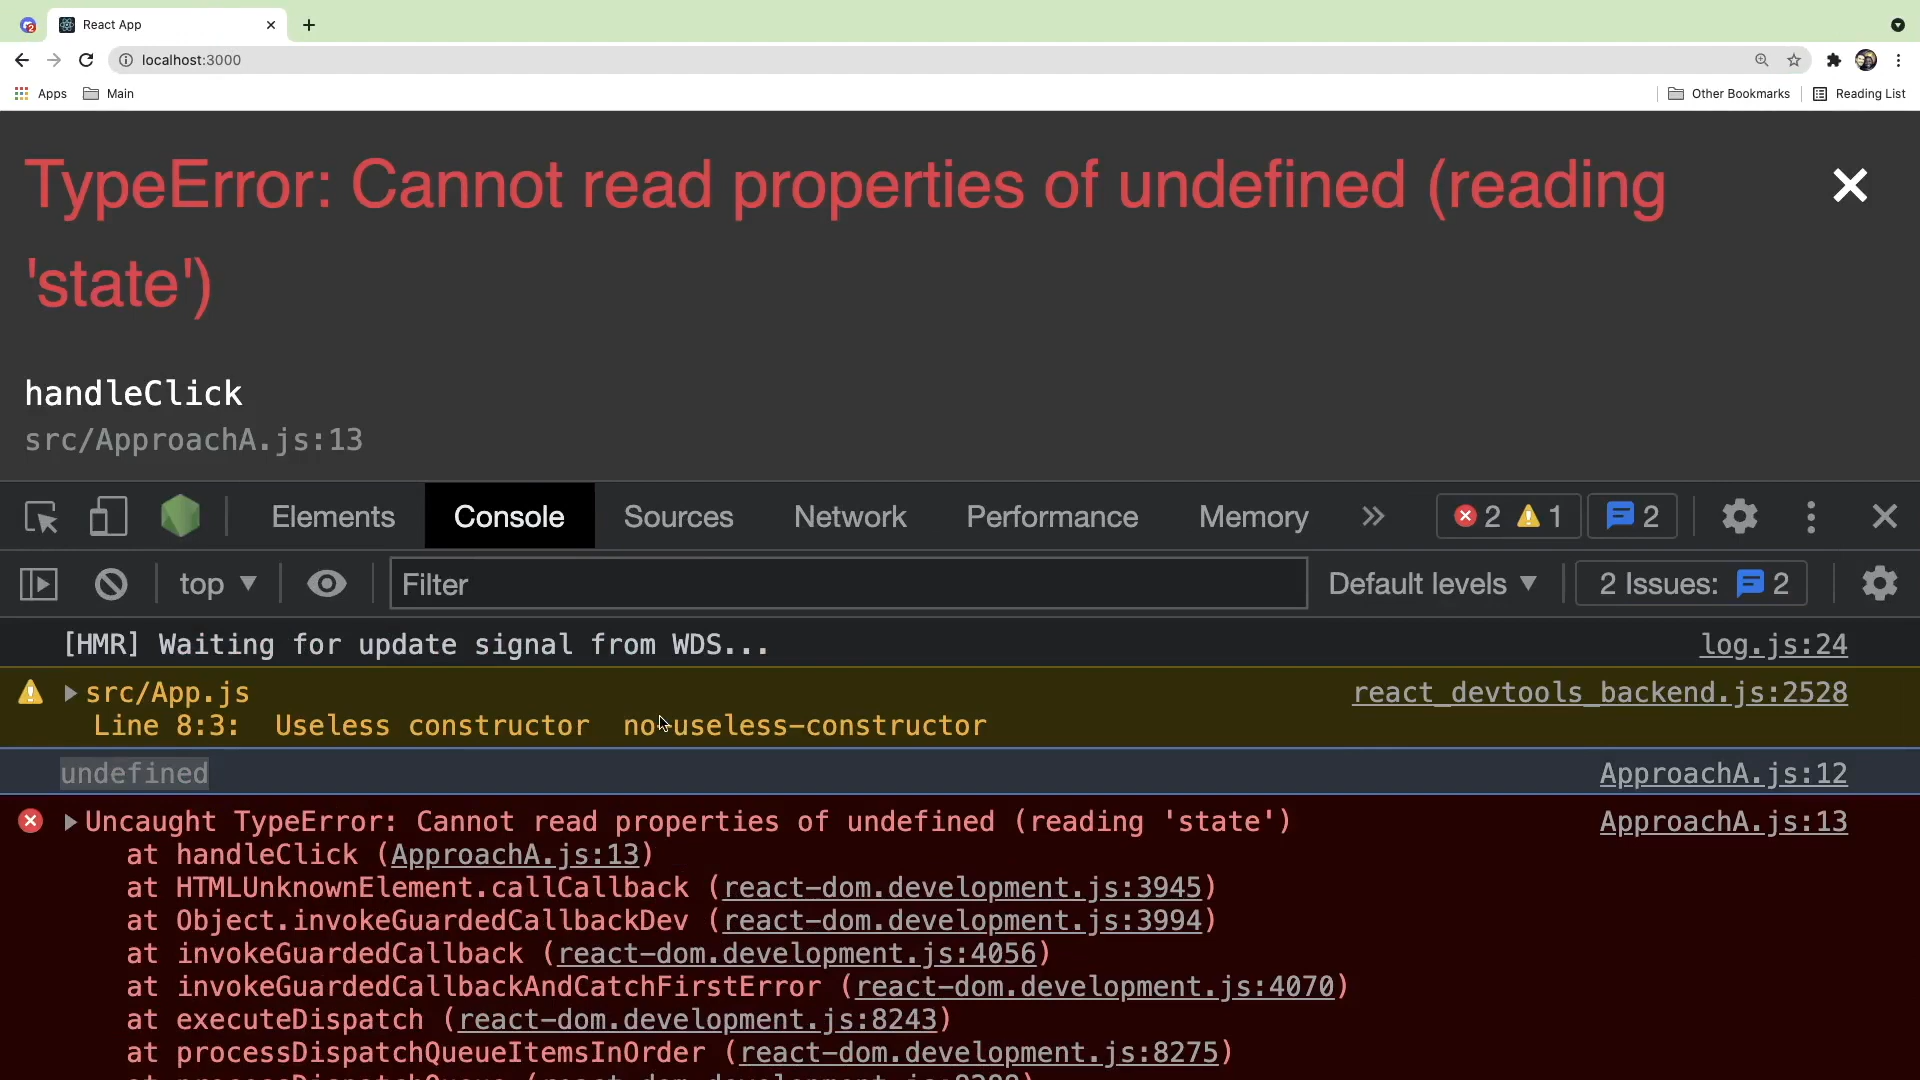 React App
localhost:3000
Apps Main Other Bookmarks Reading List
TypeError: Cannot read properties of undefined (reading
'state')
handleClick
src/ApproachA.js:13
Elements Console Sources Network Performance Memory 2 1 2
top Filter Default levels 2 Issues: 2
[HMR] Waiting for update signal from WDS... log.js:24
src/App.js react_devtools_backend.js:2528
Line 8:3: Useless constructor no-useless-constructor
undefined ApproachA.js:12
Uncaught TypeError: Cannot read properties of undefined (reading 'state') ApproachA.js:13
at handleClick (ApproachA.js:13)
at HTMLUnknownElement.callCallback (react-dom.development.js:3945)
at Object.invokeGuardedCallbackDev (react-dom.development.js:3994)
at invokeGuardedCallback (react-dom.development.js:4056)
at invokeGuardedCallbackAndCatchFirstError (react-dom.development.js:4070)
at executeDispatch (react-dom.development.js:8243)
at processDispatchQueueItemsInOrder (react-dom.development.js:8275)